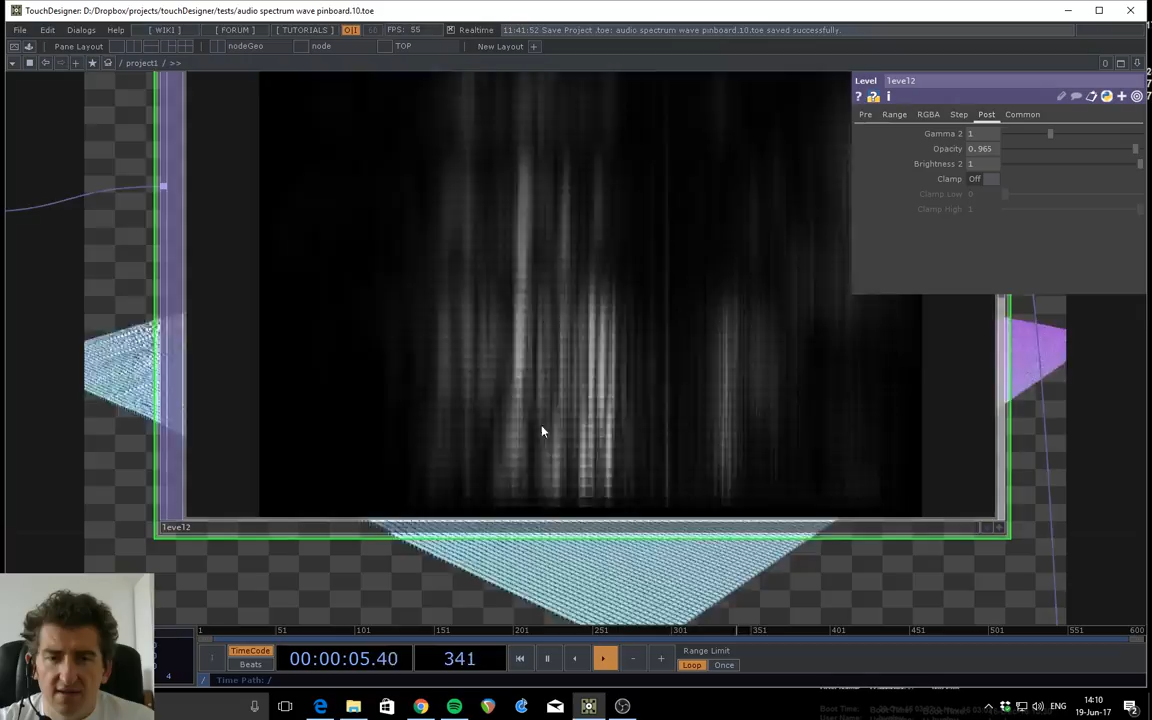 TouchDesigner: D:/Dropbox/projects/touchDesigner/tests/audio spectrum wave pinboard.10.toe
File Edit Dialogs Help [ WIKI ] [ FORUM ] [ TUTORIALS ] O|I FPS: 55 60 Realtime 11:41:52 Save Project .toe: audio spectrum wave pinboard.10.toe saved successfully.
Pane Layout nodeGeo node TOP New Layout +
/ project1 / >> 0
Level level2
? i
Pre Range RGBA Step Post Common
Gamma 2 1
Opacity 0.965
Brightness 2 1
Clamp Off
Clamp Low 0
Clamp High 1
level2
1 51 101 151 201 251 301 351 401 451 501 551 600
TimeCode
Beats
00:00:05.40 341
Range Limit
Loop Once
4 / Time Path: /
ENG
14:10
19-Jun-17
2